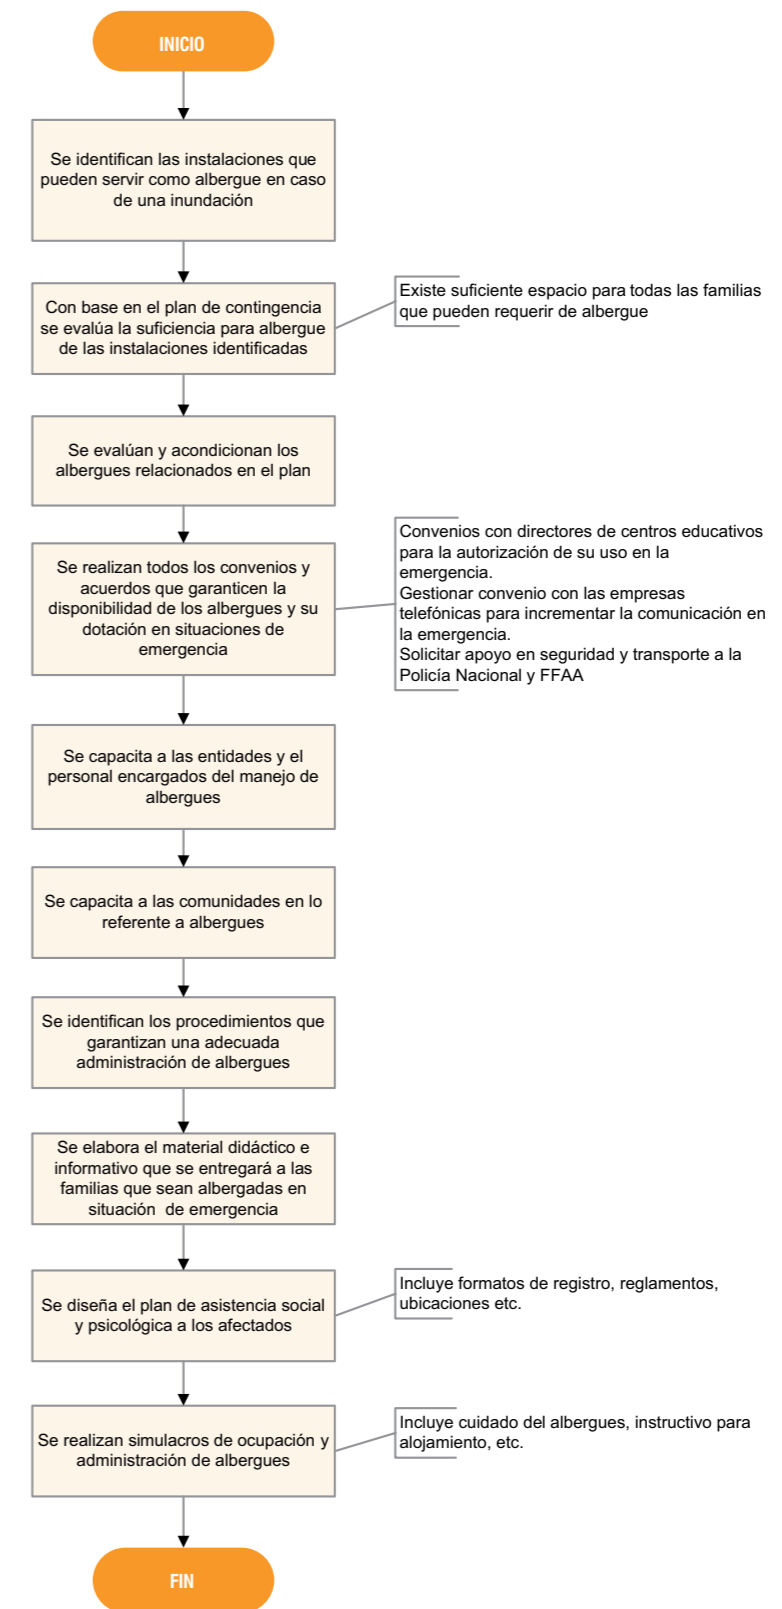 INICIO
Se identifican las instalaciones que
pueden servir como albergue en caso
de una inundación
Con base en el plan de contingencia
se evalúa la suficiencia para albergue
de las instalaciones identificadas
Existe suficiente espacio para todas las familias
que pueden requerir de albergue
Se evalúan y acondicionan los
albergues relacionados en el plan
Se realizan todos los convenios y
acuerdos que garanticen la
disponibilidad de los albergues y su
dotación en situaciones de
emergencia
Convenios con directores de centros educativos
para la autorización de su uso en la
emergencia.
Gestionar convenio con las empresas
telefónicas para incrementar la comunicación en
la emergencia.
Solicitar apoyo en seguridad y transporte a la
Policía Nacional y FFAA
Se capacita a las entidades y el
personal encargados del manejo de
albergues
Se capacita a las comunidades en lo
referente a albergues
Se identifican los procedimientos que
garantizan una adecuada
administración de albergues
Se elabora el material didáctico e
informativo que se entregará a las
familias que sean albergadas en
situación de emergencia
Se diseña el plan de asistencia social
y psicológica a los afectados
Incluye formatos de registro, reglamentos,
ubicaciones etc.
Se realizan simulacros de ocupación y
administración de albergues
Incluye cuidado del albergues, instructivo para
alojamiento, etc.
FIN